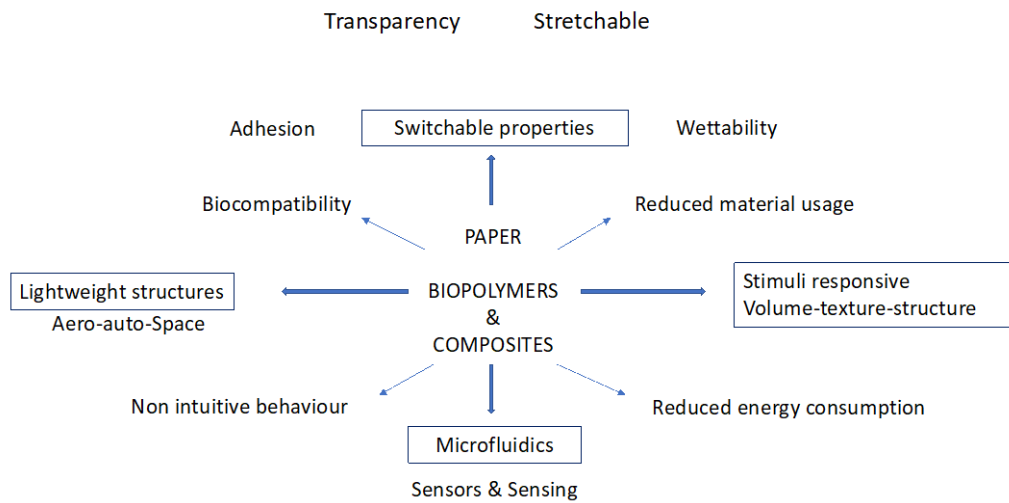 Transparency Stretchable
Adhesion Switchable properties Wettability
Biocompatibility Reduced material usage
PAPER
Lightweight structures BIOPOLYMERS Stimuli responsive
Aero-auto-Space & Volume-texture-structure
COMPOSITES
Non intuitive behaviour Reduced energy consumption
Microfluidics
Sensors & Sensing